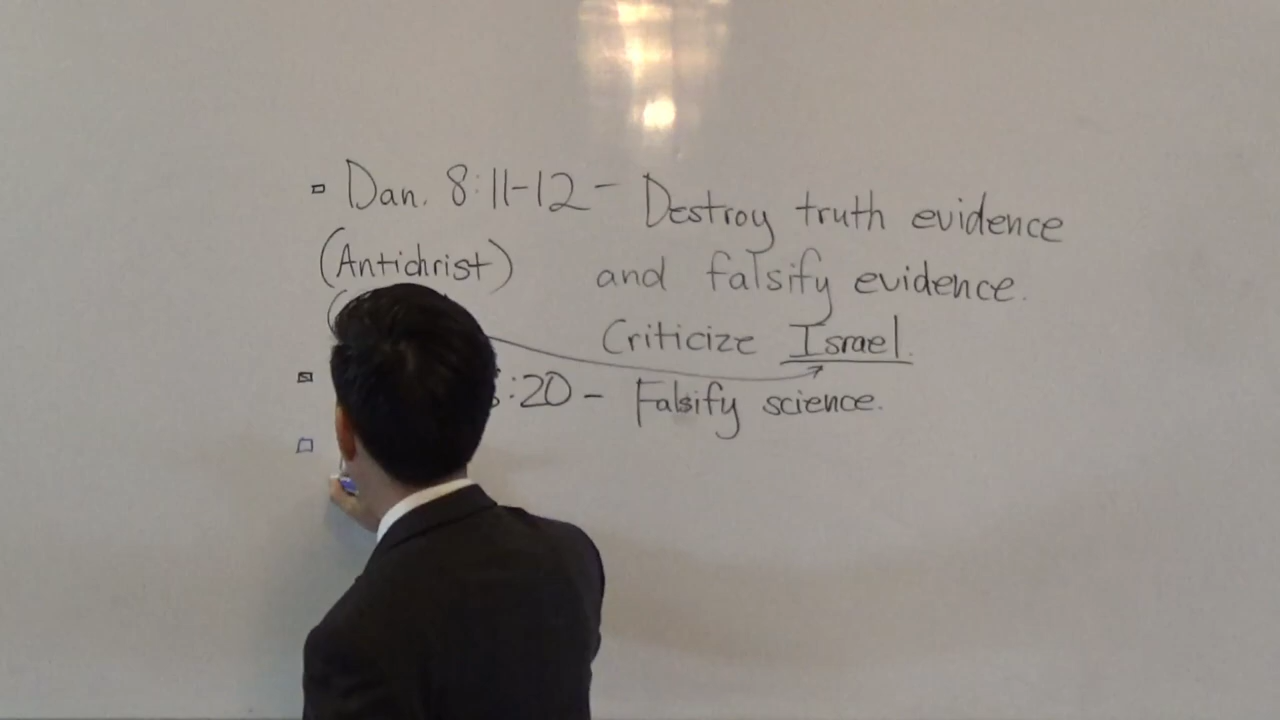 Dan. 8:11-12 - Destroy truth evidence
(Antichrist) and falsify evidence.
Criticize Israel.
:20 - Falsify science.